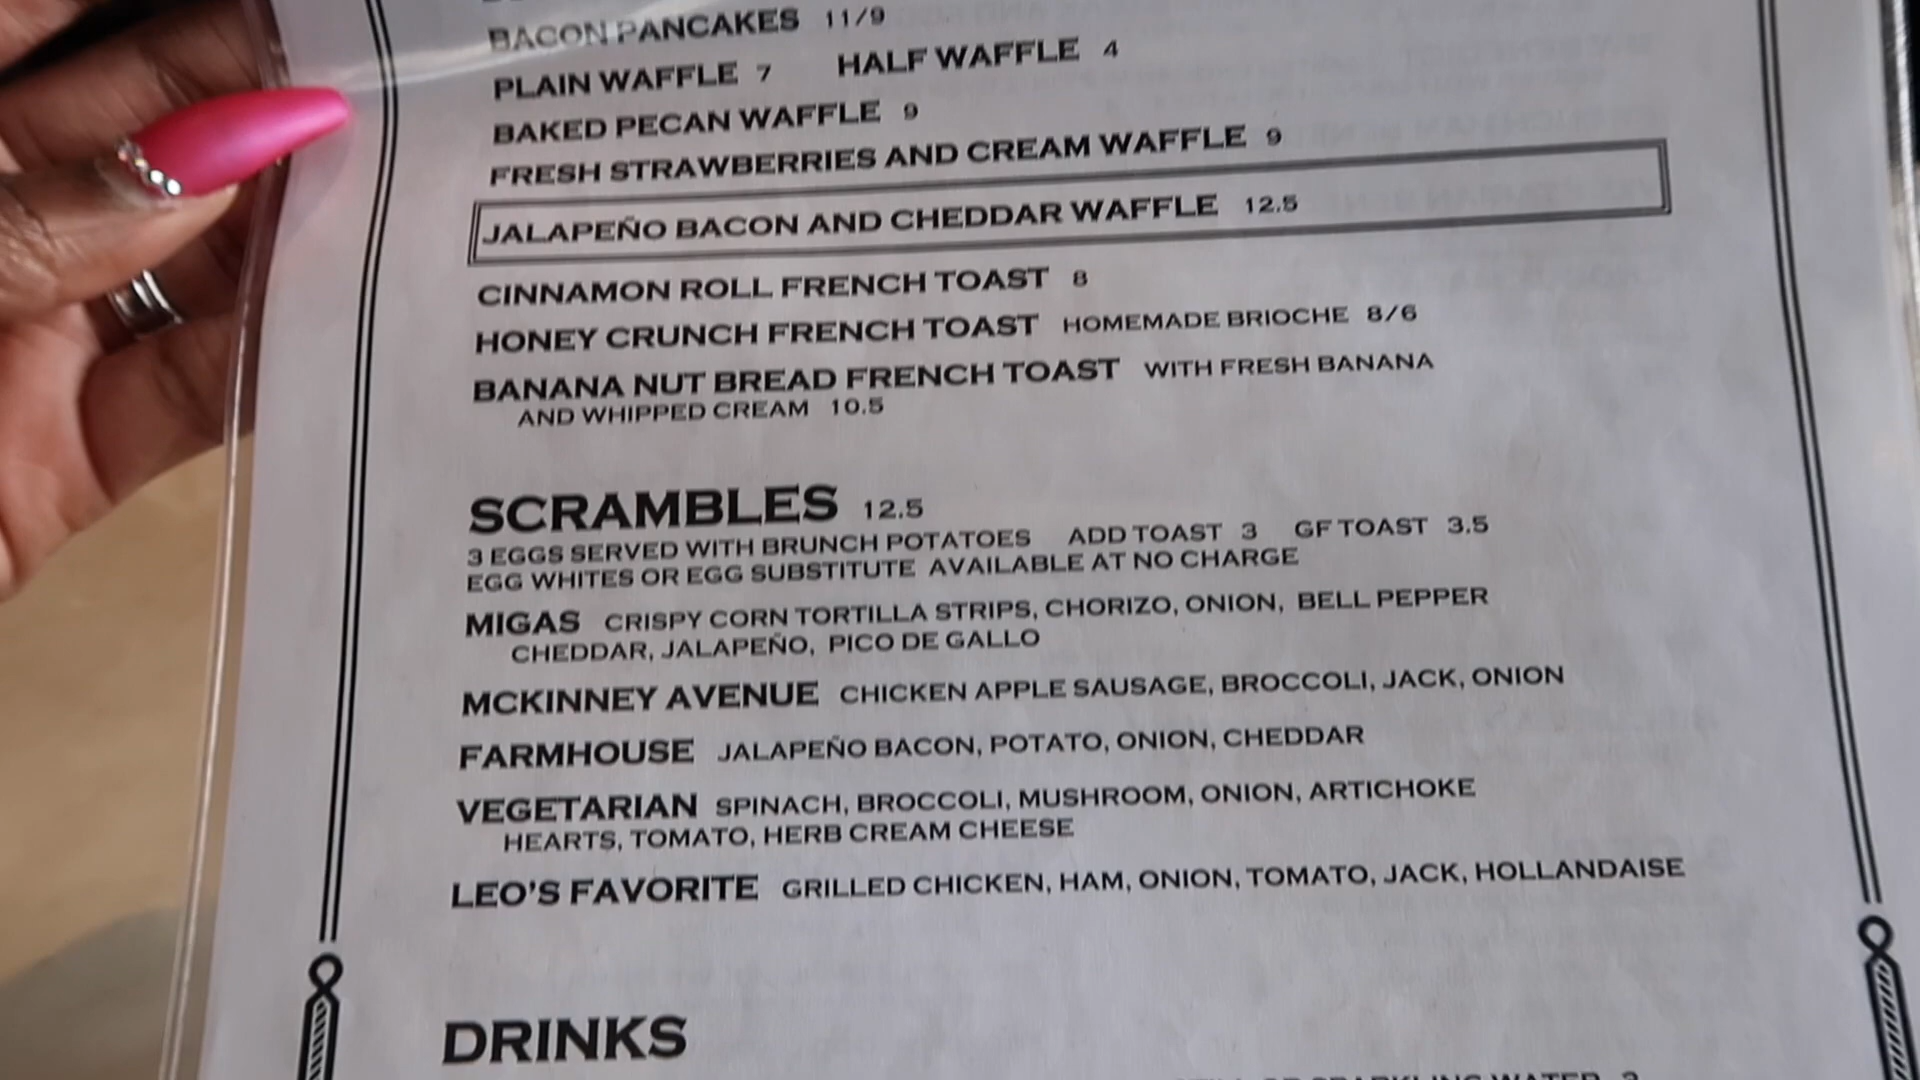 BACON PANCAKES 11/9
PLAIN WAFFLE 7 HALF WAFFLE 4
BAKED PECAN WAFFLE 9
FRESH STRAWBERRIES AND CREAM WAFFLE 9
JALAPEÑO BACON AND CHEDDAR WAFFLE 12.5
CINNAMON ROLL FRENCH TOAST 8
HONEY CRUNCH FRENCH TOAST HOMEMADE BRIOCHE 8/6
BANANA NUT BREAD FRENCH TOAST WITH FRESH BANANA
AND WHIPPED CREAM 10.5
SCRAMBLES 12.5
3 EGGS SERVED WITH BRUNCH POTATOES ADD TOAST 3 GF TOAST 3.5
EGG WHITES OR EGG SUBSTITUTE AVAILABLE AT NO CHARGE
MIGAS CRISPY CORN TORTILLA STRIPS, CHORIZO, ONION, BELL PEPPER
CHEDDAR, JALAPEÑO, PICO DE GALLO
MCKINNEY AVENUE CHICKEN APPLE SAUSAGE, BROCCOLI, JACK, ONION
FARMHOUSE JALAPEÑO BACON, POTATO, ONION, CHEDDAR
VEGETARIAN SPINACH, BROCCOLI, MUSHROOM, ONION, ARTICHOKE
HEARTS, TOMATO, HERB CREAM CHEESE
LEO'S FAVORITE GRILLED CHICKEN, HAM, ONION, TOMATO, JACK, HOLLANDAISE
DRINKS
SPARKLING WATER 3